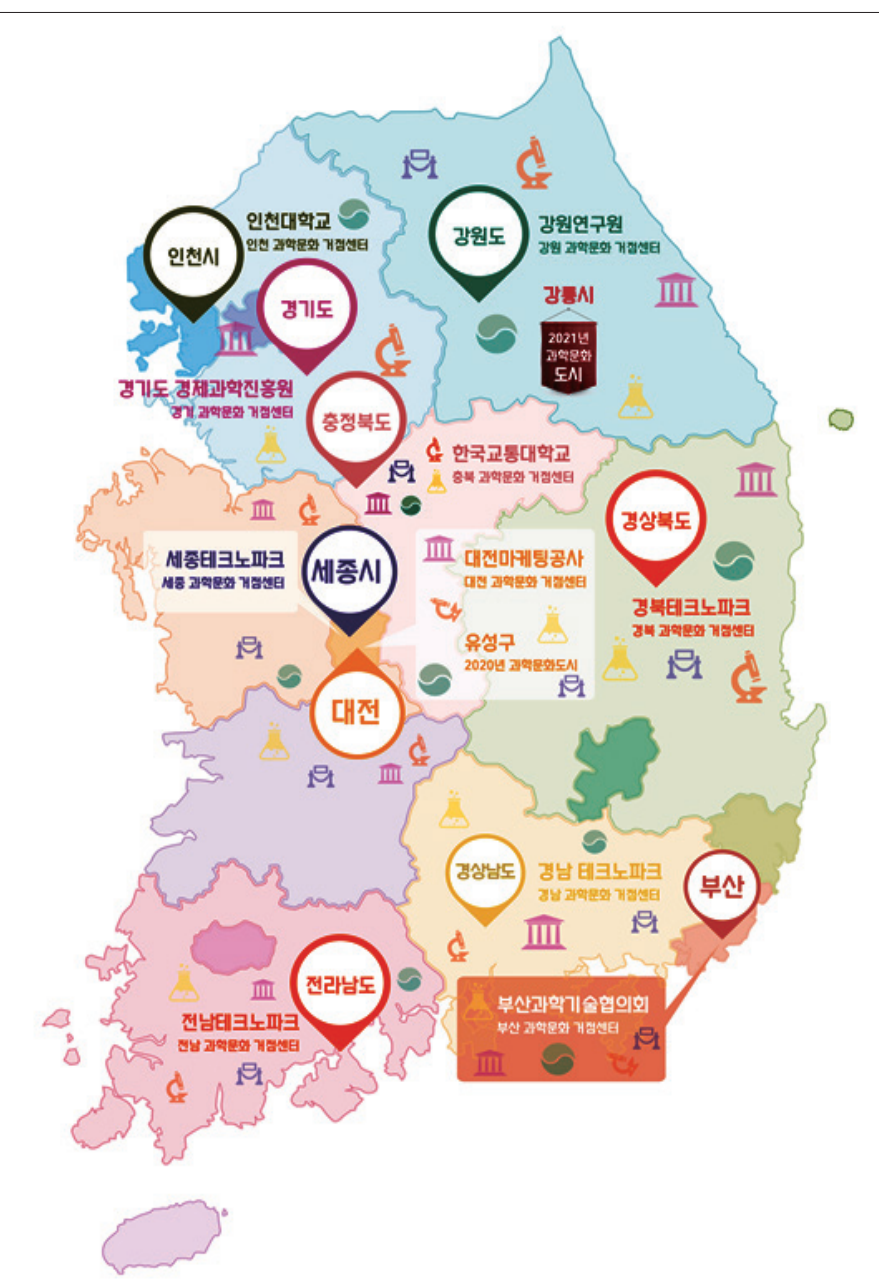 인천시
인천대학교
인천 과학문화 거점센터
강원도
강원연구원
강원 과학문화 거점센터
경기도
경기도 경제과학진흥원
경기 과학문화 거점센터
강릉시
2021년
과학문화
도시
충정북도
한국교통대학교
충북 과학문화 거점센터
경상북도
경북테크노파크
경북 과학문화 거점센터
세종테크노파크
세종 과학문화 거점센터
세종시
대전마케팅공사
대전 과학문화 거점센터
유성구
2020년 과학문화도시
대전
경상남도
경남 테크노파크
경남 과학문화 거점센터
부산
부산과학기술협의회
부산 과학문화 거점센터
전라남도
전남테크노파크
전남 과학문화 거점센터